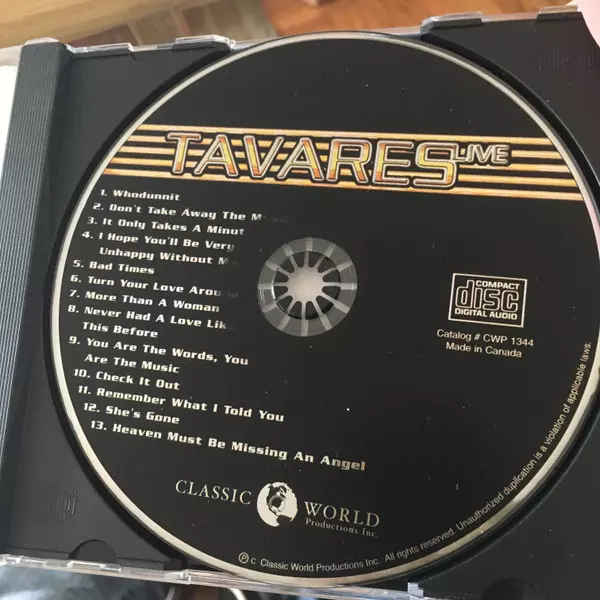 TAVARES LIVE
1. Whodunnit
2. Don't Take Away The M
3. It Only Takes A Minut
4. I Hope You'll Be Very
Unhappy Without M
5. Bad Times
6. Turn Your Love Arou
7. More Than A Woman
8. Never Had A Love Lik
This Before
9. You Are The Words, You
Are The Music
10. Check It Out
11. Remember What I Told You
12. She's Gone
13. Heaven Must Be Missing An Angel
COMPACT
disc
DIGITAL AUDIO
Catalog # CWP 1344
Made in Canada
CLASSIC WORLD
Productions Inc.
℗ c Classic World Productions Inc. All rights reserved. Unauthorized duplication is a violation of applicable laws.